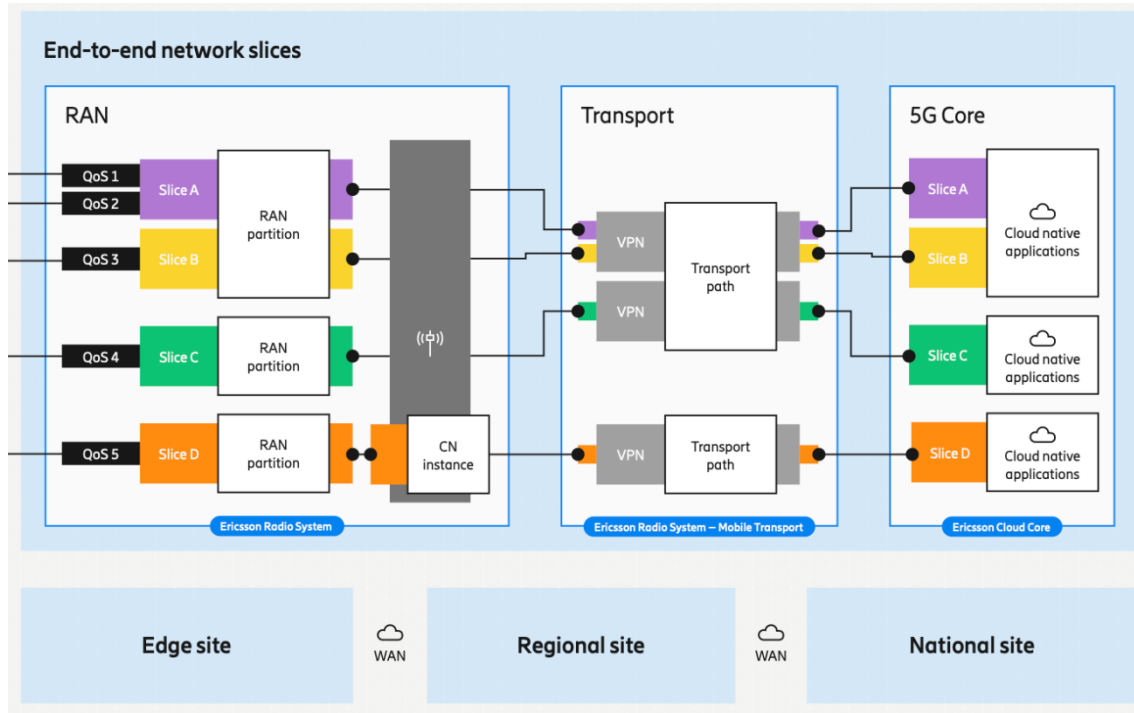 End-to-end network slices
RAN
Transport
5G Core
QoS 1
QoS 2
Slice A
RAN
partition
QoS 3
Slice B
QoS 4
Slice C
RAN
partition
QoS 5
Slice D
RAN
partition
CN
instance
Ericsson Radio System
VPN
Transport
path
VPN
VPN
Transport
path
Ericsson Radio System – Mobile Transport
Slice A
Cloud native
applications
Slice B
Slice C
Cloud native
applications
Slice D
Cloud native
applications
Ericsson Cloud Core
Edge site
WAN
Regional site
WAN
National site